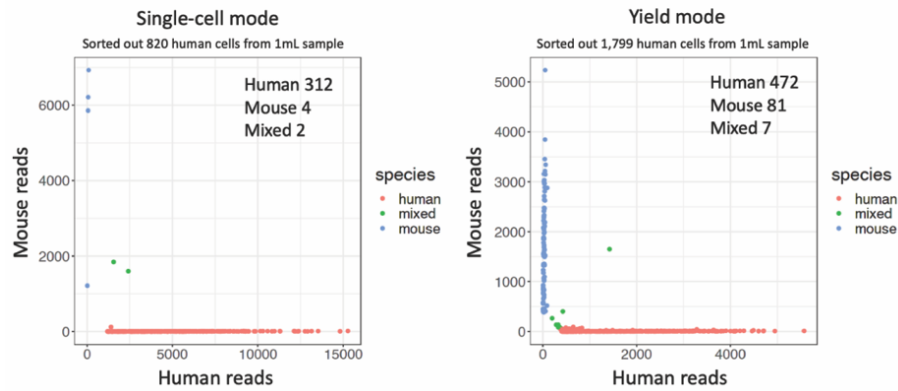 Single-cell mode
Sorted out 820 human cells from 1mL sample
Human 312
Mouse 4
Mixed 2
Mouse reads
6000
4000
2000
0
0
5000
10000
15000
Human reads
species
human
mixed
mouse
Yield mode
Sorted out 1,799 human cells from 1mL sample
Human 472
Mouse 81
Mixed 7
Mouse reads
5000
4000
3000
2000
1000
0
0
2000
4000
Human reads
species
human
mixed
mouse